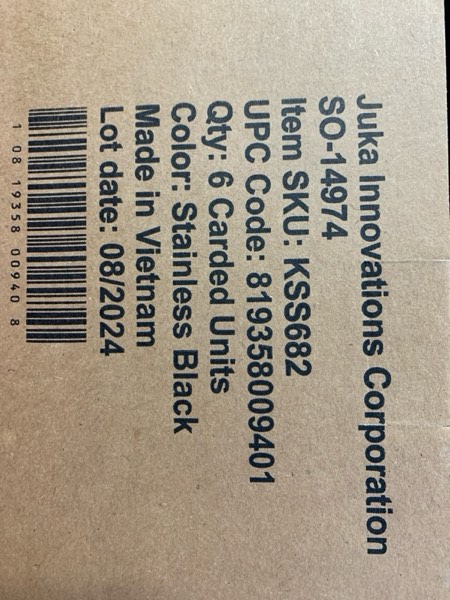 Juka Innovations Corporation
SO-14974
Item SKU: KSS682
UPC Code: 819358009401
Qty: 6 Carded Units
Color: Stainless Black
Made in Vietnam
Lot date: 08/2024
1 08 19358 00940 8